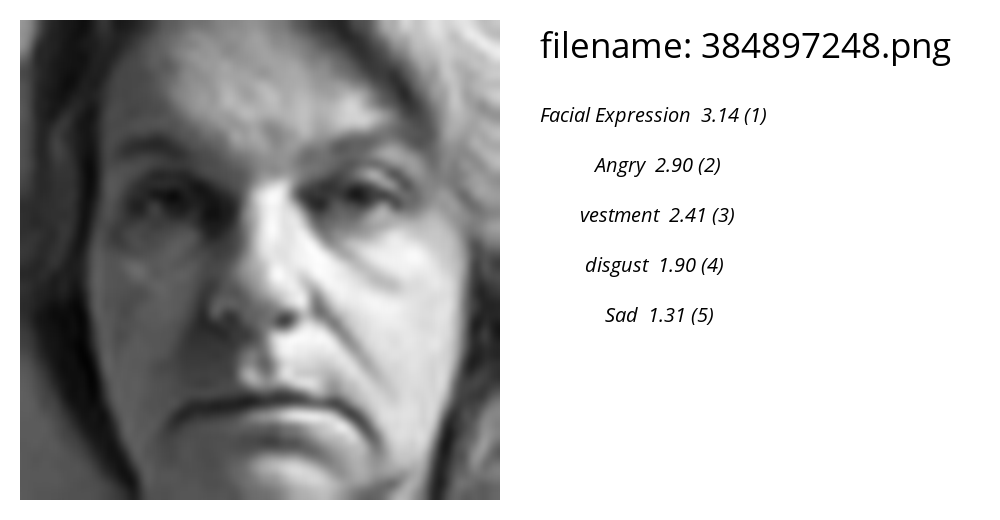 filename: 384897248.png
Facial Expression 3.14 (1)
Angry 2.90 (2)
vestment 2.41 (3)
disgust 1.90 (4)
Sad 1.31 (5)